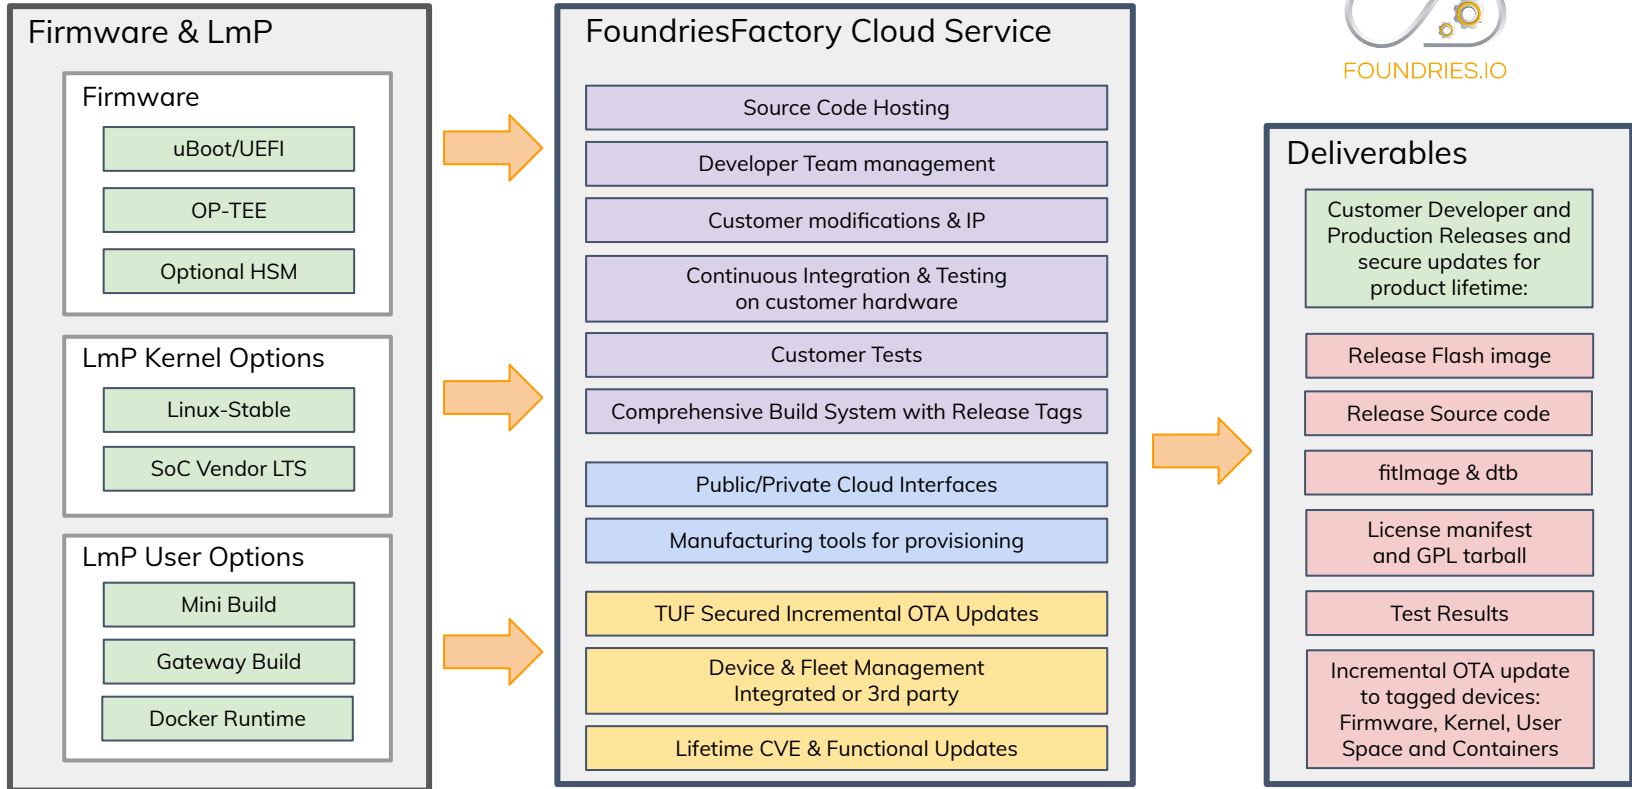 Firmware & LmP
Firmware
uBoot/UEFI
OP-TEE
Optional HSM
LmP Kernel Options
Linux-Stable
SoC Vendor LTS
LmP User Options
Mini Build
Gateway Build
Docker Runtime
FoundriesFactory Cloud Service
Source Code Hosting
Developer Team management
Customer modifications & IP
Continuous Integration & Testing
on customer hardware
Customer Tests
Comprehensive Build System with Release Tags
Public/Private Cloud Interfaces
Manufacturing tools for provisioning
TUF Secured Incremental OTA Updates
Device & Fleet Management
Integrated or 3rd party
Lifetime CVE & Functional Updates
FOUNDRIES.IO
Deliverables
Customer Developer and
Production Releases and
secure updates for
product lifetime:
Release Flash image
Release Source code
fitImage & dtb
License manifest
and GPL tarball
Test Results
Incremental OTA update
to tagged devices:
Firmware, Kernel, User
Space and Containers